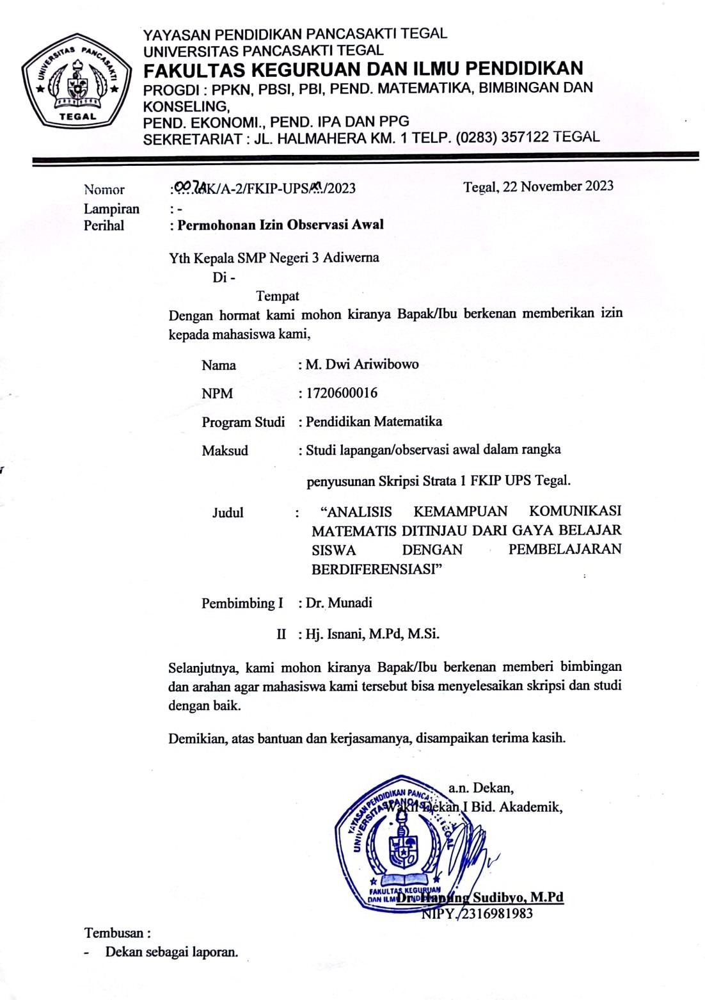 YAYASAN PENDIDIKAN PANCASAKTI TEGAL
UNIVERSITAS PANCASAKTI TEGAL
FAKULTAS KEGURUAN DAN ILMU PENDIDIKAN
PROGDI : PPKN, PBSI, PBI, PEND. MATEMATIKA, BIMBINGAN DAN
KONSELING,
PEND. EKONOMI., PEND. IPA DAN PPG
SEKRETARIAT : JL. HALMAHERA KM. 1 TELP. (0283) 357122 TEGAL
UNIVERSITAS PANCASAKTI
TEGAL
Nomor : K/A-2/FKIP-UPS/XI/2023 Tegal, 22 November 2023
Lampiran : -
Perihal : Permohonan Izin Observasi Awal
Yth Kepala SMP Negeri 3 Adiwerna
Di -
Tempat
Dengan hormat kami mohon kiranya Bapak/Ibu berkenan memberikan izin
kepada mahasiswa kami,
Nama : M. Dwi Ariwibowo
NPM : 1720600016
Program Studi : Pendidikan Matematika
Maksud : Studi lapangan/observasi awal dalam rangka
penyusunan Skripsi Strata 1 FKIP UPS Tegal.
Judul : “ANALISIS KEMAMPUAN KOMUNIKASI
MATEMATIS DITINJAU DARI GAYA BELAJAR
SISWA DENGAN PEMBELAJARAN
BERDIFERENSIASI”
Pembimbing I : Dr. Munadi
II : Hj. Isnani, M.Pd, M.Si.
Selanjutnya, kami mohon kiranya Bapak/Ibu berkenan memberi bimbingan
dan arahan agar mahasiswa kami tersebut bisa menyelesaikan skripsi dan studi
dengan baik.
Demikian, atas bantuan dan kerjasamanya, disampaikan terima kasih.
a.n. Dekan,
Wakil Dekan I Bid. Akademik,
YAYASAN PENDIDIKAN
UNIVERSITAS PANCASAKTI TEGAL
FAKULTAS KEGURUAN
DAN ILMU
Dr. Hanung Sudibyo, M.Pd
NIPY. 2316981983
Tembusan :
- Dekan sebagai laporan.